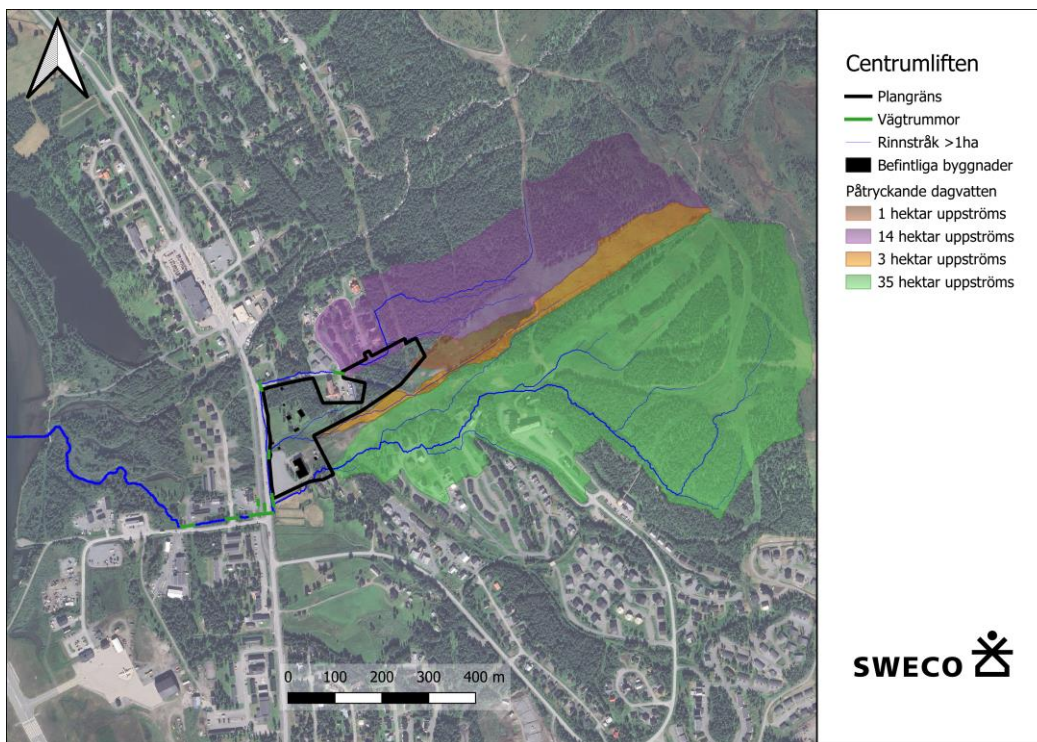 Centrumliften
Plangräns
Vägtrummor
Rinnstråk >1ha
Befintliga byggnader
Påtryckande dagvatten
1 hektar uppströms
14 hektar uppströms
3 hektar uppströms
35 hektar uppströms
0 100 200 300 400 m
SWECO